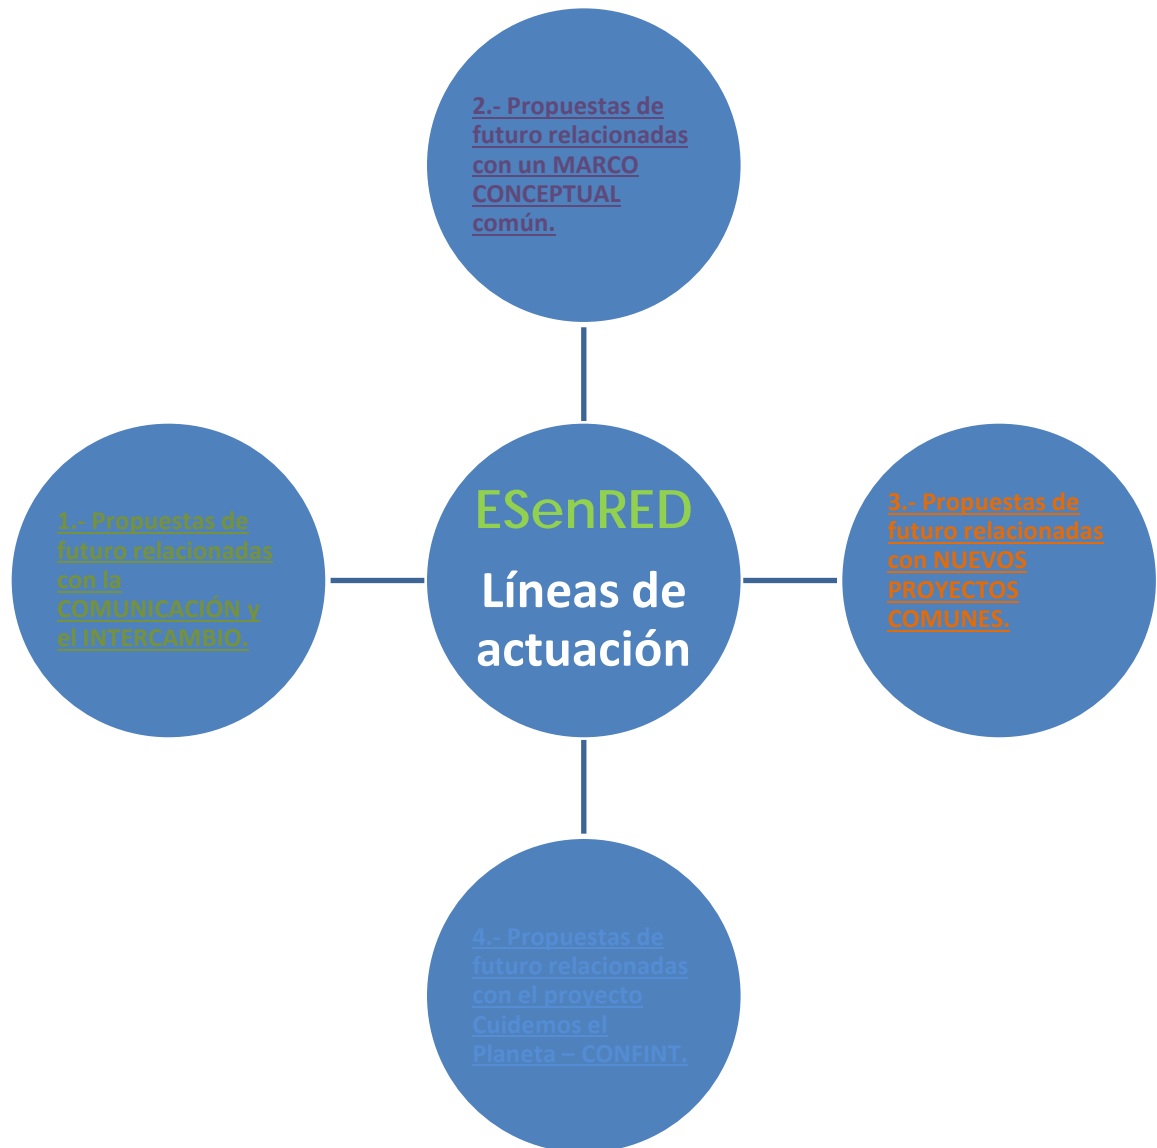 2.- Propuestas de
futuro relacionadas
con un MARCO
CONCEPTUAL
común.
1.- Propuestas de
futuro relacionadas
con la
COMUNICACIÓN y
el INTERCAMBIO.
ESenRED
Líneas de
actuación
3.- Propuestas de
futuro relacionadas
con NUEVOS
PROYECTOS
COMUNES.
4.- Propuestas de
futuro relacionadas
con el proyecto
Cuidemos el
Planeta – CONFINT.